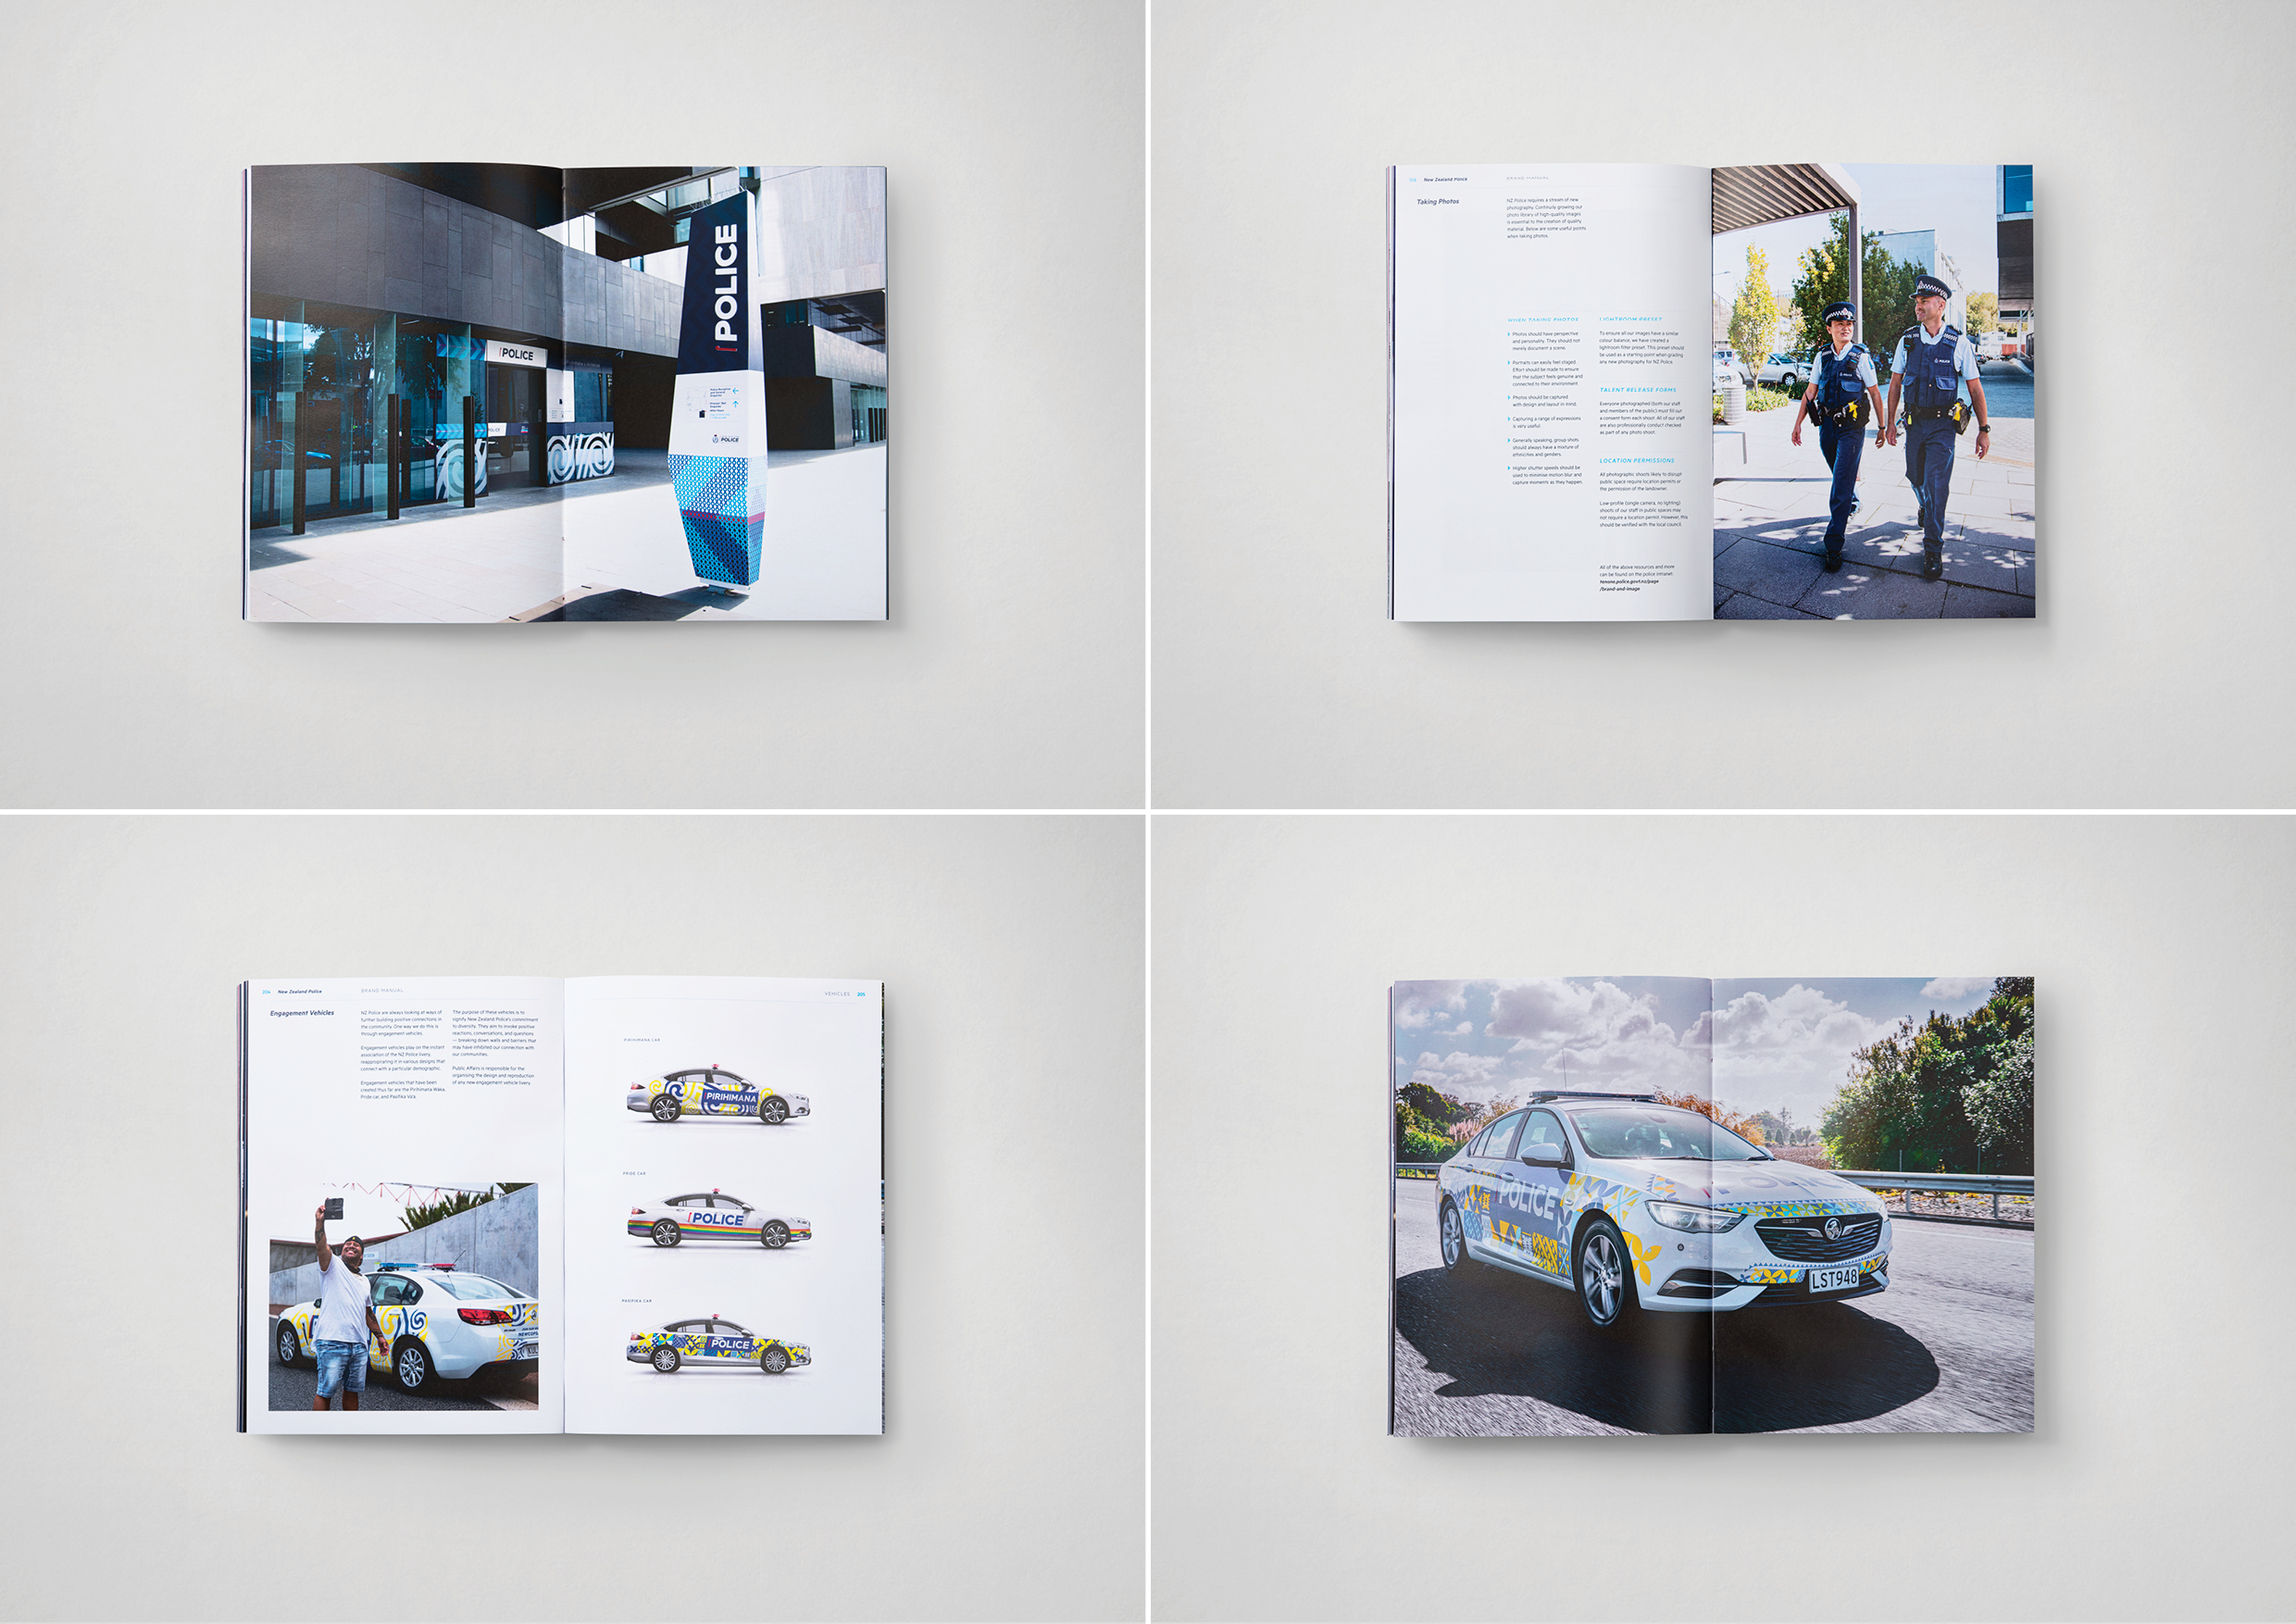 POLICE
POLICE
POLICE
POLICE
New Zealand Police
BRAND MANUAL
Taking Photos
NZ Police requires a stream of new
photography. Continually growing our
photo library of high-quality images
is essential to the creation of quality
material. Below are some useful points
when taking photos.
WHEN TAKING PHOTOS
Photos should have perspective
and personality. They should not
merely document a scene.
Portraits can easily feel staged.
Effort should be made to ensure
that the subject feels genuine and
connected to their environment.
Photos should be captured
with design and layout in mind.
Capturing a range of expressions
is very useful.
Generally speaking, group shots
should always have a mixture of
ethnicities and genders.
Higher shutter speeds should be
used to minimise motion blur and
capture moments as they happen.
LIGHTROOM PRESET
To ensure all our images have a similar
colour balance, we have created a
lightroom filter preset. This preset should
be used as a starting point when grading
any new photography for NZ Police.
TALENT RELEASE FORMS
Everyone photographed (both our staff
and members of the public) must fill out
a consent form each shoot. All of our staff
are also professionally conduct checked
as part of any photo shoot.
LOCATION PERMISSIONS
All photographic shoots likely to disrupt
public space require location permits or
the permission of the landowner.
Low-profile (single camera, no lighting)
shoots of our staff in public spaces may
not require a location permit. However, this
should be verified with the local council.
All of the above resources and more
can be found on the police intranet:
tenone.police.govt.nz/page
/brand-and-image
204 New Zealand Police
BRAND MANUAL
Engagement Vehicles
NZ Police are always looking at ways of
further building positive connections in
the community. One way we do this is
through engagement vehicles.
Engagement vehicles play on the instant
association of the NZ Police livery,
reappropriating it in various designs that
connect with a particular demographic.
Engagement vehicles that have been
created thus far are the Pirihimana Waka,
Pride car, and Pasifika Va'a.
The purpose of these vehicles is to
signify New Zealand Police's commitment
to diversity. They aim to invoke positive
reactions, conversations, and questions
— breaking down walls and barriers that
may have inhibited our connection with
our communities.
Public Affairs is responsible for the
organising the design and reproduction
of any new engagement vehicle livery.
VEHICLES 205
PIRIHIMANA CAR
PIRIHIMANA
PRIDE CAR
POLICE
PASIFIKA CAR
POLICE
POLICE
LST948